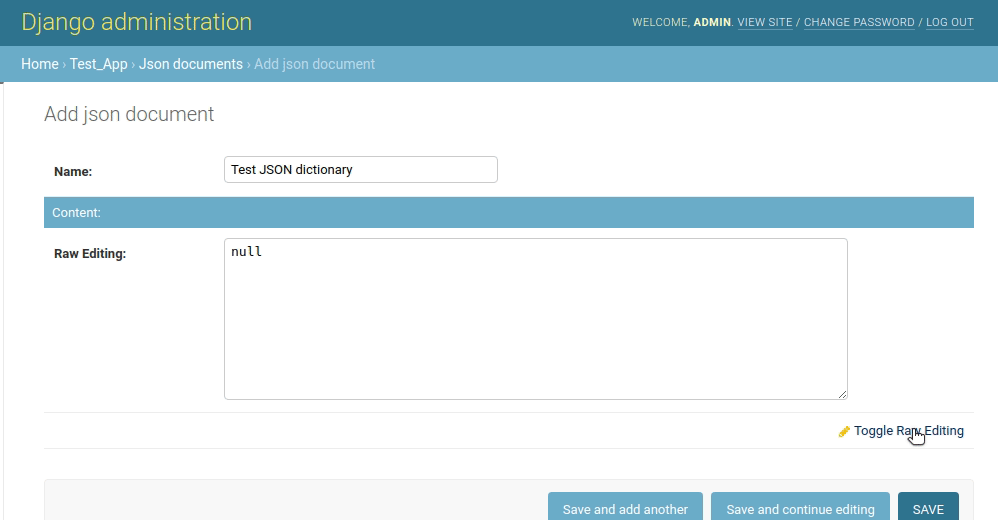 Django administration
WELCOME, ADMIN. VIEW SITE / CHANGE PASSWORD / LOG OUT
Home › Test_App › Json documents › Add json document
Add json document
Name: Test JSON dictionary
Content:
Raw Editing: null
Toggle Raw Editing
Save and add another Save and continue editing SAVE